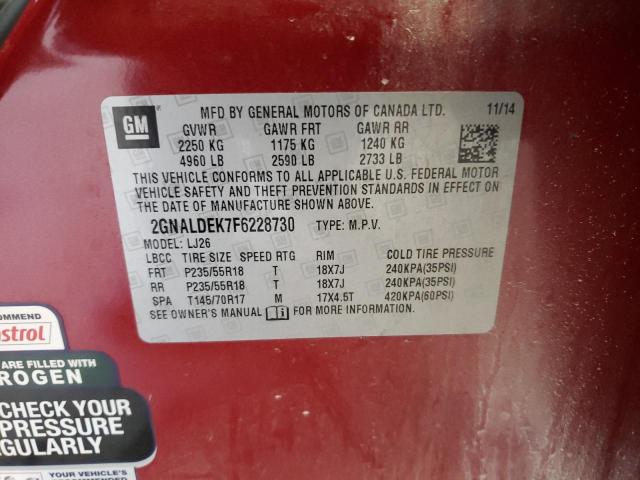 GM
MFD BY GENERAL MOTORS OF CANADA LTD. 11/14
GVWR GAWR FRT GAWR RR
2250 KG 1175 KG 1240 KG
4960 LB 2590 LB 2733 LB
THIS VEHICLE CONFORMS TO ALL APPLICABLE U.S. FEDERAL MOTOR
VEHICLE SAFETY AND THEFT PREVENTION STANDARDS IN EFFECT ON
THE DATE OF MANUFACTURE SHOWN ABOVE.
2GNALDEK7F6228730 TYPE: M.P.V.
MODEL: LJ26
LBCC TIRE SIZE SPEED RTG RIM COLD TIRE PRESSURE
FRT P235/55R18 T 18X7J 240KPA(35PSI)
RR P235/55R18 T 18X7J 240KPA(35PSI)
SPA T145/70R17 M 17X4.5T 420KPA(60PSI)
SEE OWNER'S MANUAL FOR MORE INFORMATION.
COMMEND
astrol
ARE FILLED WITH
ROGEN
CHECK YOUR
PRESSURE
GULARLY
YOUR VEHICLE'S